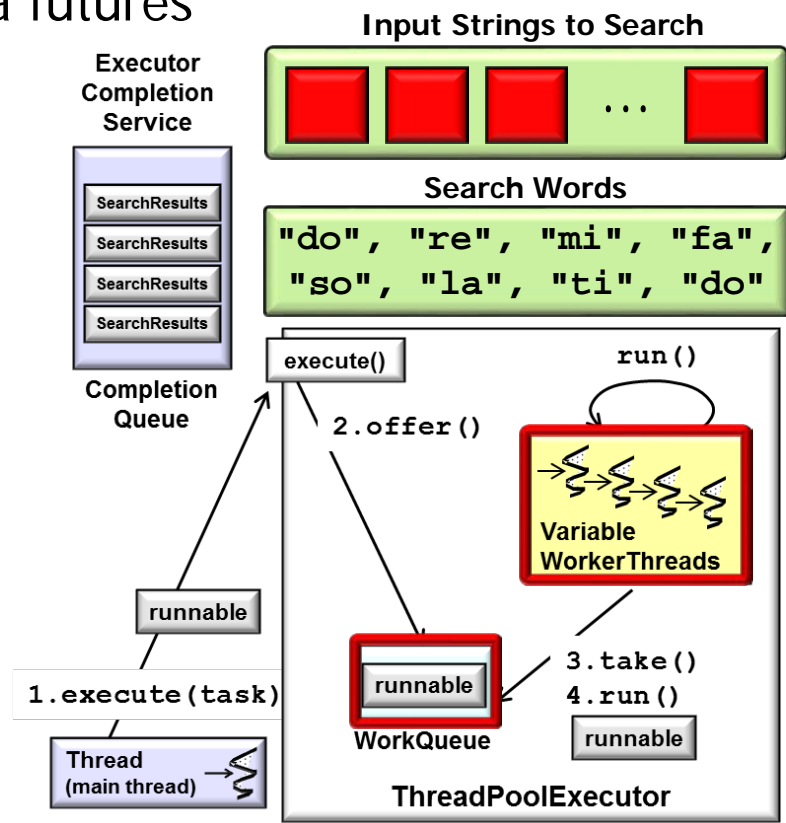 a futures
Input Strings to Search
Executor
Completion
Service
...
SearchResults
SearchResults
SearchResults
SearchResults
Completion
Queue
Search Words
"do", "re", "mi", "fa",
"so", "la", "ti", "do"
execute()
run()
2.offer()
Variable
WorkerThreads
runnable
1.execute(task)
runnable
WorkQueue
3.take()
4.run()
runnable
Thread
(main thread)
ThreadPoolExecutor